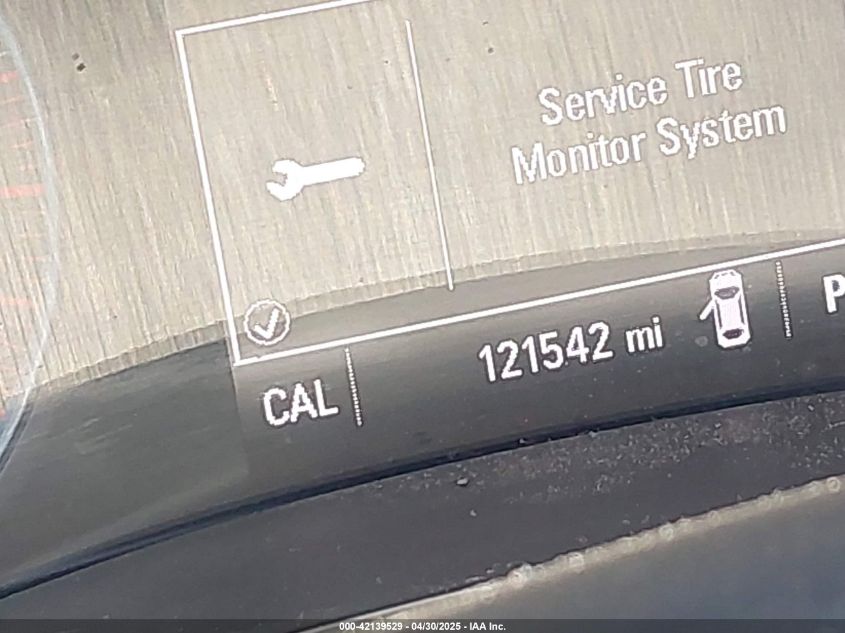 Service Tire
Monitor System
CAL
121542 mi
P
000-42139529 - 04/30/2025 - IAA Inc.